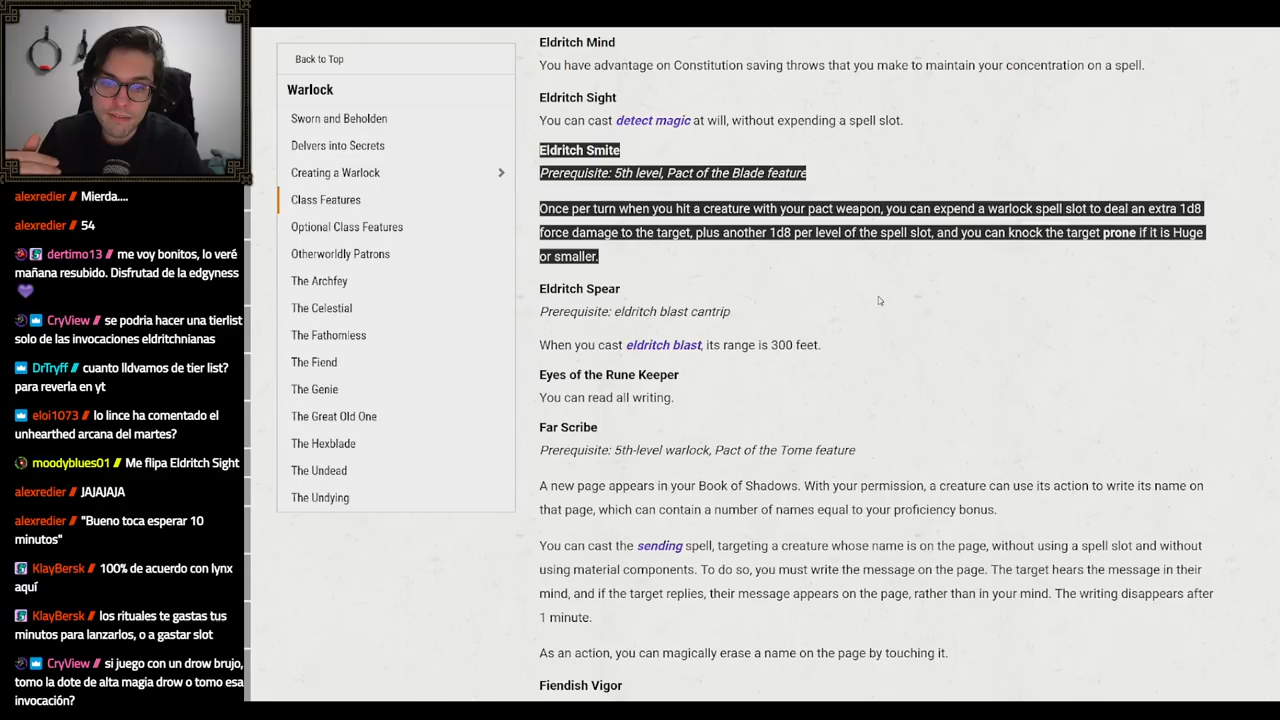 alexredier // Mierda....
alexredier // 54
dertimo13 // me voy bonitos, lo veré
mañana resubido. Disfrutad de la edgyness
CryView // se podria hacer una tierlist
solo de las invocaciones eldritchnianas
DrTryff // cuanto lldvamos de tier list?
para reverla en yt
eloi1073 // lo lince ha comentado el
unhearthed arcana del martes?
moodyblues01 // Me flipa Eldritch Sight
alexredier // JAJAJAJA
alexredier // "Bueno toca esperar 10
minutos"
KlayBersk // 100% de acuerdo con lynx
aquí
KlayBersk // los rituales te gastas tus
minutos para lanzarlos, o a gastar slot
CryView // si juego con un drow brujo,
tomo la dote de alta magia drow o tomo esa
invocación?
Back to Top
Warlock
Sworn and Beholden
Delvers into Secrets
Creating a Warlock
Class Features
Optional Class Features
Otherworldly Patrons
The Archfey
The Celestial
The Fathomless
The Fiend
The Genie
The Great Old One
The Hexblade
The Undead
The Undying
Eldritch Mind
You have advantage on Constitution saving throws that you make to maintain your concentration on a spell.
Eldritch Sight
You can cast detect magic at will, without expending a spell slot.
Eldritch Smite
Prerequisite: 5th level, Pact of the Blade feature
Once per turn when you hit a creature with your pact weapon, you can expend a warlock spell slot to deal an extra 1d8
force damage to the target, plus another 1d8 per level of the spell slot, and you can knock the target prone if it is Huge
or smaller.
Eldritch Spear
Prerequisite: eldritch blast cantrip
When you cast eldritch blast, its range is 300 feet.
Eyes of the Rune Keeper
You can read all writing.
Far Scribe
Prerequisite: 5th-level warlock, Pact of the Tome feature
A new page appears in your Book of Shadows. With your permission, a creature can use its action to write its name on
that page, which can contain a number of names equal to your proficiency bonus.
You can cast the sending spell, targeting a creature whose name is on the page, without using a spell slot and without
using material components. To do so, you must write the message on the page. The target hears the message in their
mind, and if the target replies, their message appears on the page, rather than in your mind. The writing disappears after
1 minute.
As an action, you can magically erase a name on the page by touching it.
Fiendish Vigor